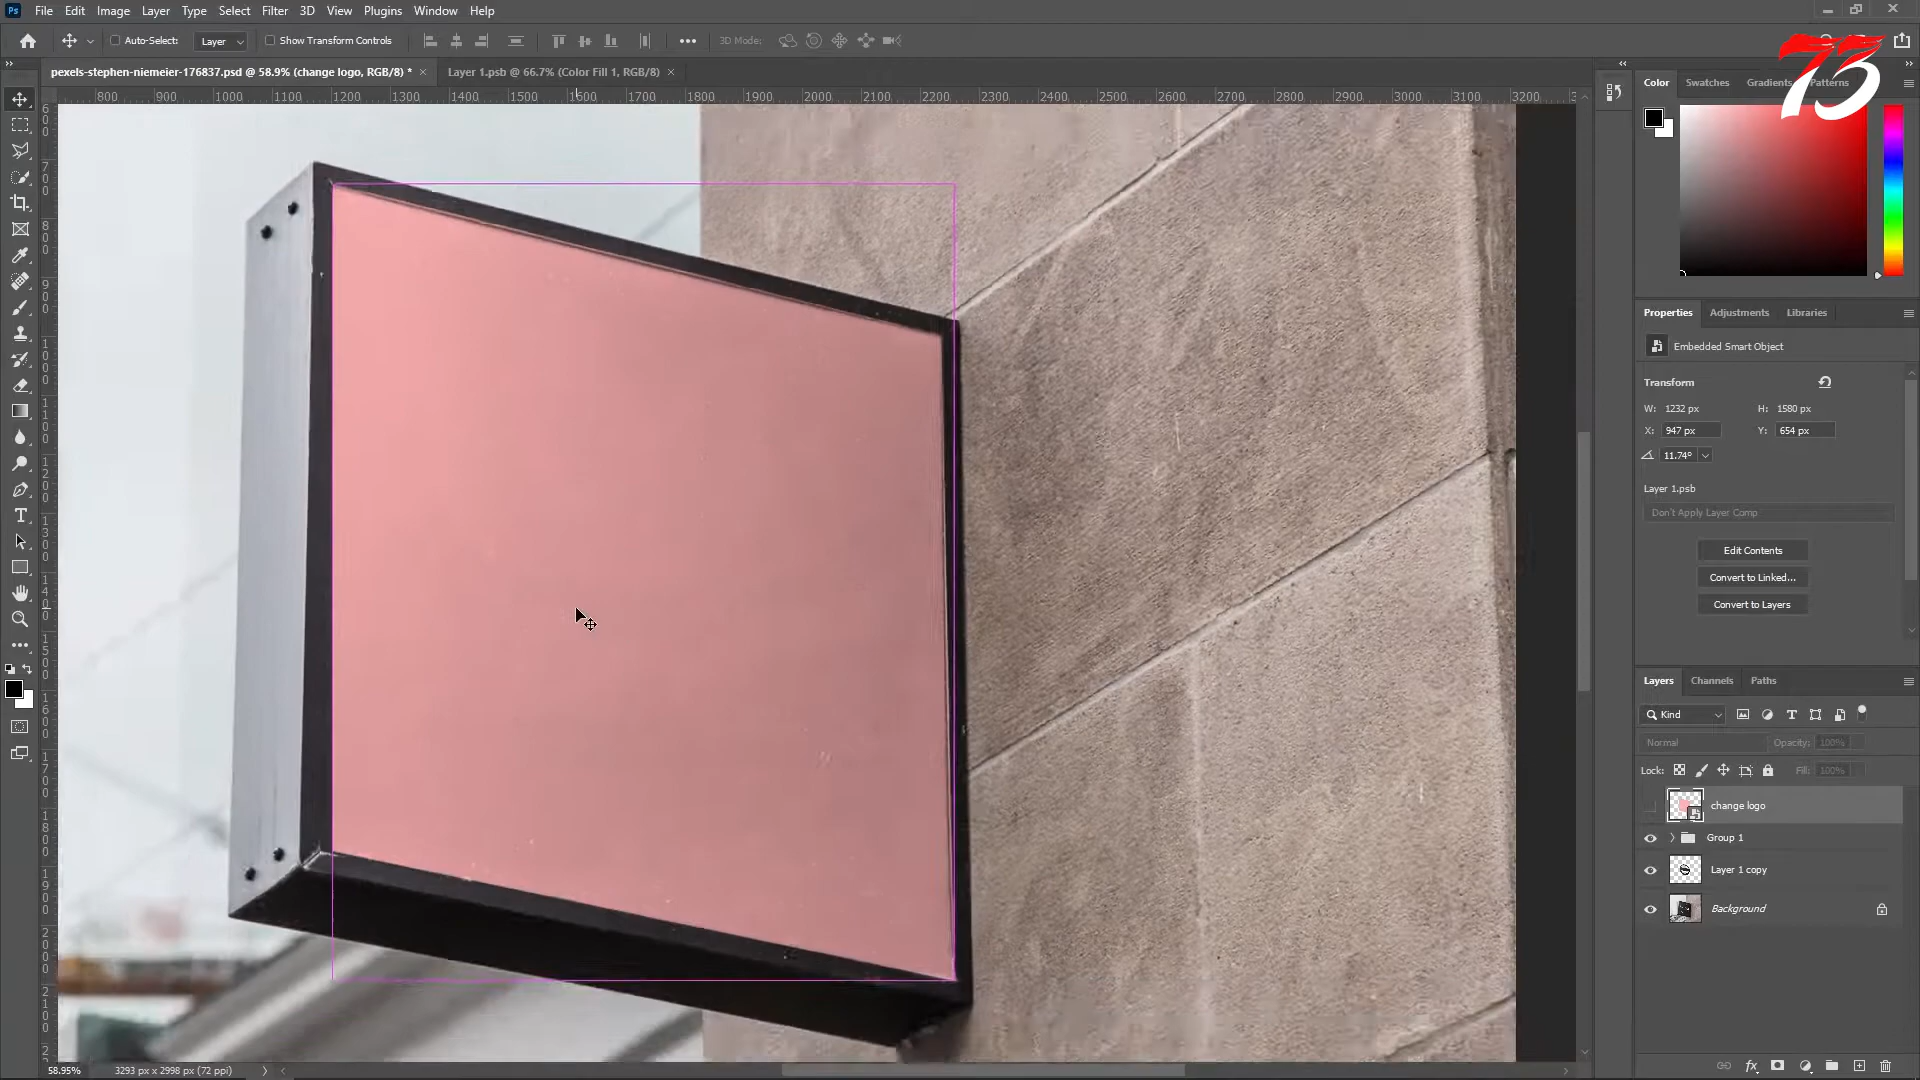 Ps File Edit Image Layer Type Select Filter 3D View Plugins Window Help
Auto-Select: Layer Show Transform Controls 3D Mode:
pexels-stephen-niemeier-176837.psd @ 58.9% (change logo, RGB/8) * Layer 1.psb @ 66.7% (Color Fill 1, RGB/8)
73
800 900 1000 1100 1200 1300 1400 1500 1600 1700 1800 1900 2000 2100 2200 2300 2400 2500 2600 2700 2800 2900 3000 3100 3200
Color Swatches Gradients Patterns
Properties Adjustments Libraries
Embedded Smart Object
Transform
W: 1232 px H: 1580 px
X: 947 px Y: 654 px
11.74°
Layer 1.psb
Don't Apply Layer Comp
Edit Contents
Convert to Linked...
Convert to Layers
Layers Channels Paths
Kind
Normal Opacity: 100%
Lock: Fill: 100%
change logo
Group 1
Layer 1 copy
Background
58.95% 3293 px x 2998 px (72 ppi)